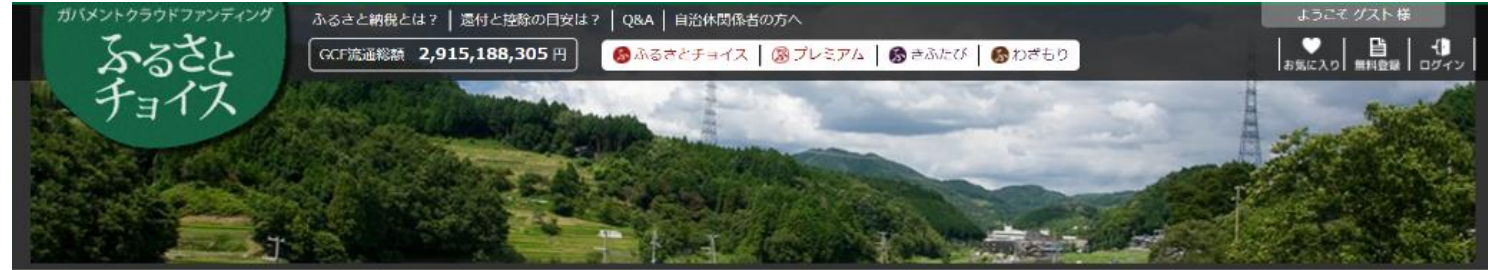 ガバメントクラウドファンディング
ふるさと
チョイス
ふるさと納税とは？ | 還付と控除の目安は？ | Q&A | 自治体関係者の方へ
GCF流通総額 2,915,188,305 円
ふるさとチョイス | プレミアム | きふたび | わざもり
ようこそ ゲスト 様
お気に入り | 無料登録 | ログイン